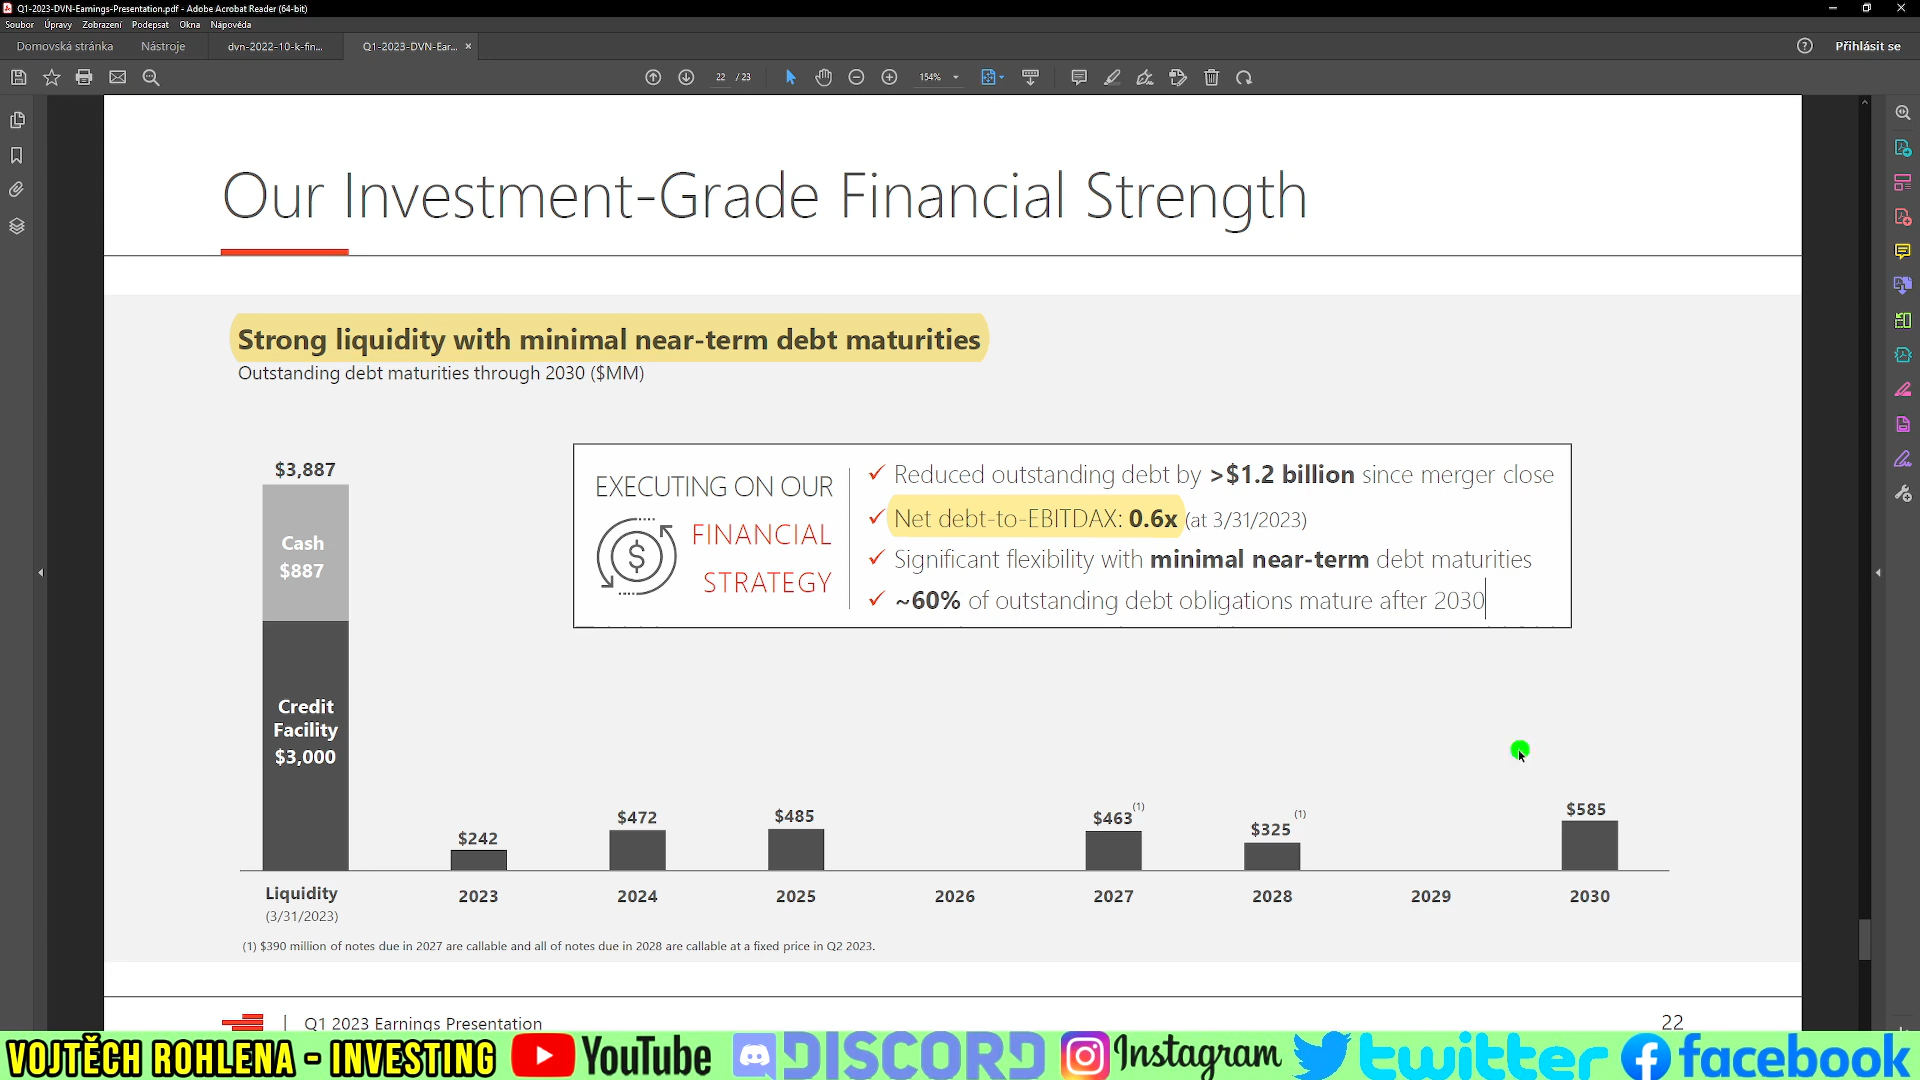 Q1-2023-DVN-Earnings-Presentation.pdf - Adobe Acrobat Reader (64-bit)
Soubor Úpravy Zobrazení Podepsat Okna Nápověda
Domovská stránka Nástroje dvn-2022-10-k-fin... Q1-2023-DVN-Ear... × Přihlásit se
22 / 23 154%
Our Investment-Grade Financial Strength
Strong liquidity with minimal near-term debt maturities
Outstanding debt maturities through 2030 ($MM)
EXECUTING ON OUR
FINANCIAL
STRATEGY
✓ Reduced outstanding debt by >$1.2 billion since merger close
✓ Net debt-to-EBITDAX: 0.6x (at 3/31/2023)
✓ Significant flexibility with minimal near-term debt maturities
✓ ~60% of outstanding debt obligations mature after 2030
$3,887
Cash
$887
Credit
Facility
$3,000
$242
$472
$485
$463 (1)
$325 (1)
$585
Liquidity 2023 2024 2025 2026 2027 2028 2029 2030
(3/31/2023)
(1) $390 million of notes due in 2027 are callable and all of notes due in 2028 are callable at a fixed price in Q2 2023.
Q1 2023 Earnings Presentation 22
VOJTĚCH ROHLENA - INVESTING YouTube DISCORD Instagram twitter facebook